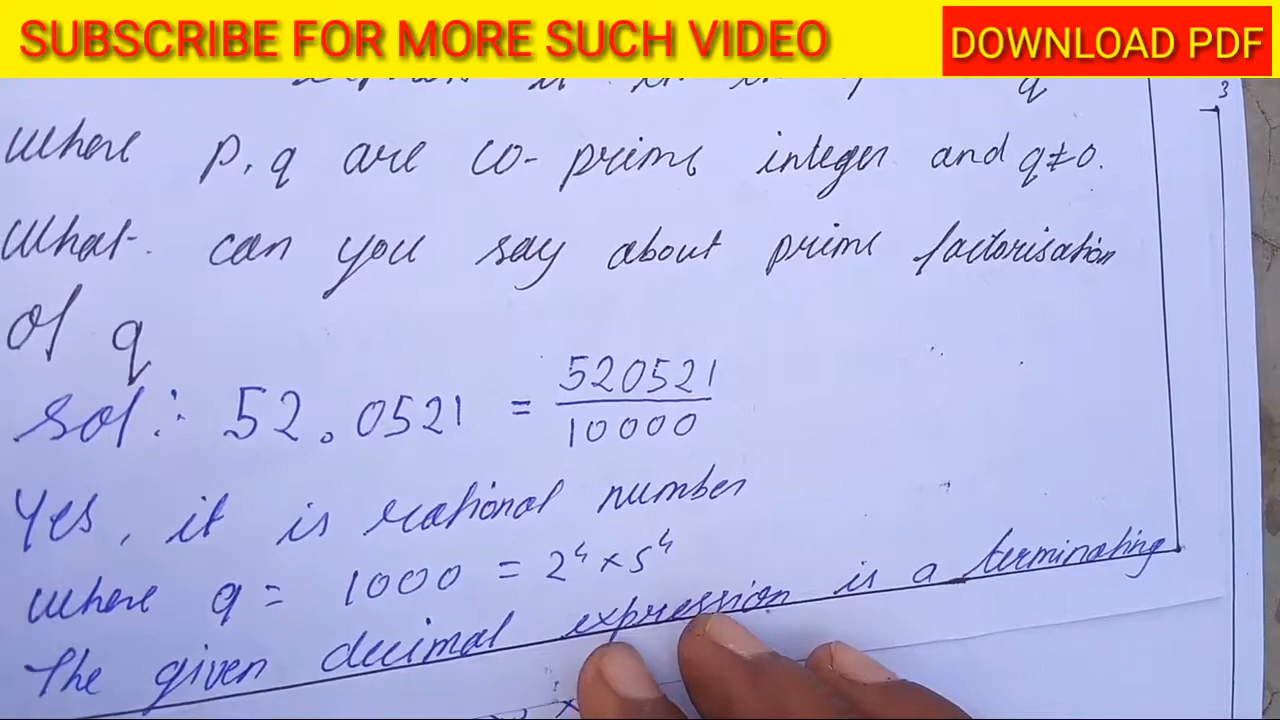 SUBSCRIBE FOR MORE SUCH VIDEO
DOWNLOAD PDF
3
q
Where p, q are co-prime integer and q≠0.
What can you say about prime factorisation
of q
Sol: 52.0521 = 520521/10000
Yes, it is rational number
Where q = 1000 = 2⁴×5⁴
The given decimal expression is a terminating